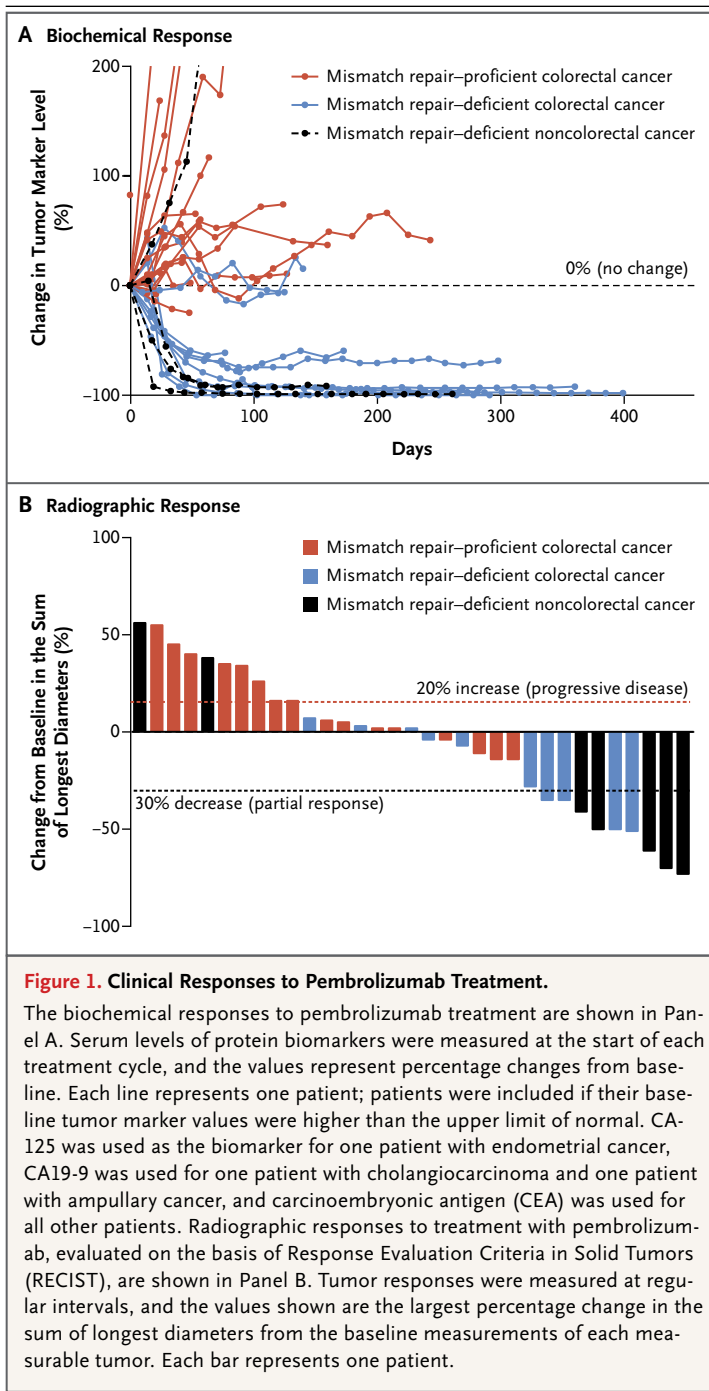 A Biochemical Response
200
100
0
−100
Change in Tumor Marker Level
(%)
Mismatch repair–proficient colorectal cancer
Mismatch repair–deficient colorectal cancer
Mismatch repair–deficient noncolorectal cancer
0% (no change)
0
100
200
300
400
Days
B Radiographic Response
100
50
0
−50
−100
Change from Baseline in the Sum
of Longest Diameters (%)
Mismatch repair–proficient colorectal cancer
Mismatch repair–deficient colorectal cancer
Mismatch repair–deficient noncolorectal cancer
20% increase (progressive disease)
30% decrease (partial response)
Figure 1. Clinical Responses to Pembrolizumab Treatment.
The biochemical responses to pembrolizumab treatment are shown in Pan-
el A. Serum levels of protein biomarkers were measured at the start of each
treatment cycle, and the values represent percentage changes from base-
line. Each line represents one patient; patients were included if their base-
line tumor marker values were higher than the upper limit of normal. CA-
125 was used as the biomarker for one patient with endometrial cancer,
CA19-9 was used for one patient with cholangiocarcinoma and one patient
with ampullary cancer, and carcinoembryonic antigen (CEA) was used for
all other patients. Radiographic responses to treatment with pembrolizum-
ab, evaluated on the basis of Response Evaluation Criteria in Solid Tumors
(RECIST), are shown in Panel B. Tumor responses were measured at regu-
lar intervals, and the values shown are the largest percentage change in the
sum of longest diameters from the baseline measurements of each mea-
surable tumor. Each bar represents one patient.